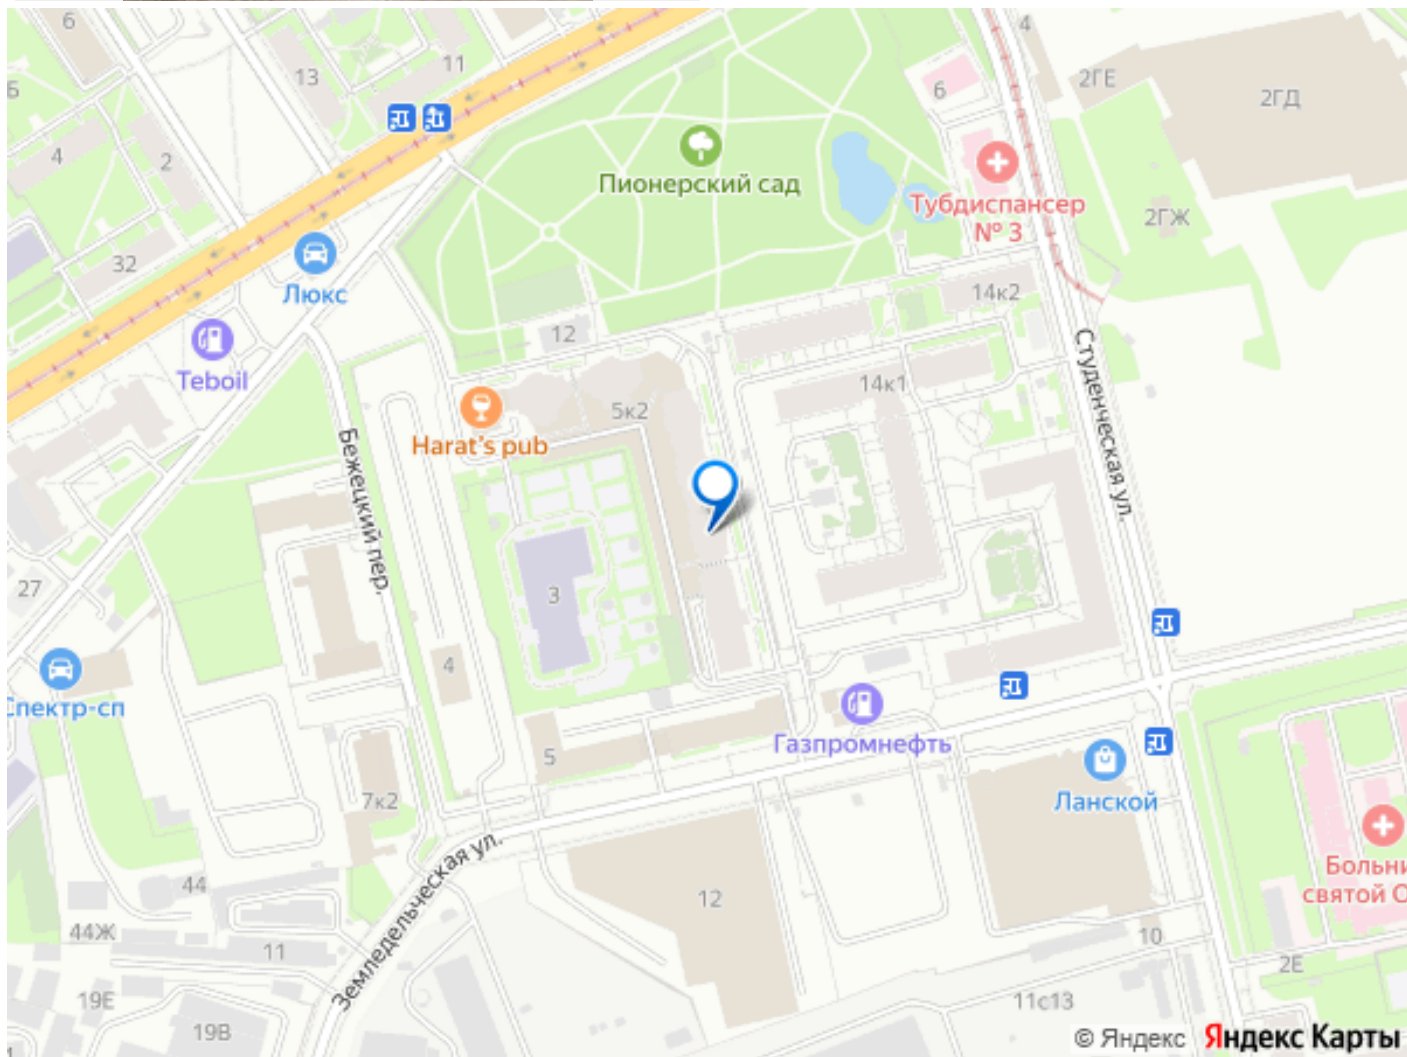 6
4
11
13
2ГЕ
2ГД
6
5
4
2
Пионерский сад
Тубдиспансер
№ 3
2ГЖ
32
Люкс
14к2
12
Teboil
14к1
Студенческая ул.
5к2
Harat's pub
Бежецкий пер.
27
3
4
Спектр-сп
Газпромнефть
5
7к2
Ланской
Земледельческая ул.
Больни
святой О
44
12
44Ж
11
10
2Е
19Е
11с13
19В
© Яндекс Яндекс Карты